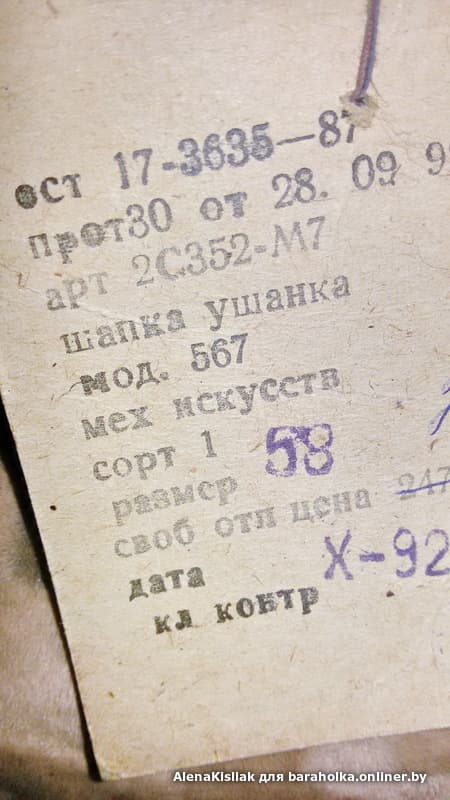 ост 17-3635—87
Прот30 от 28. 09 9
арт 2С352-М7
шапка ушанка
мод. 567
мех искусств
сорт 1
размер 58
своб отп цена 247
дата X-92
кл контр
AlenaKisliak для baraholka.onliner.by